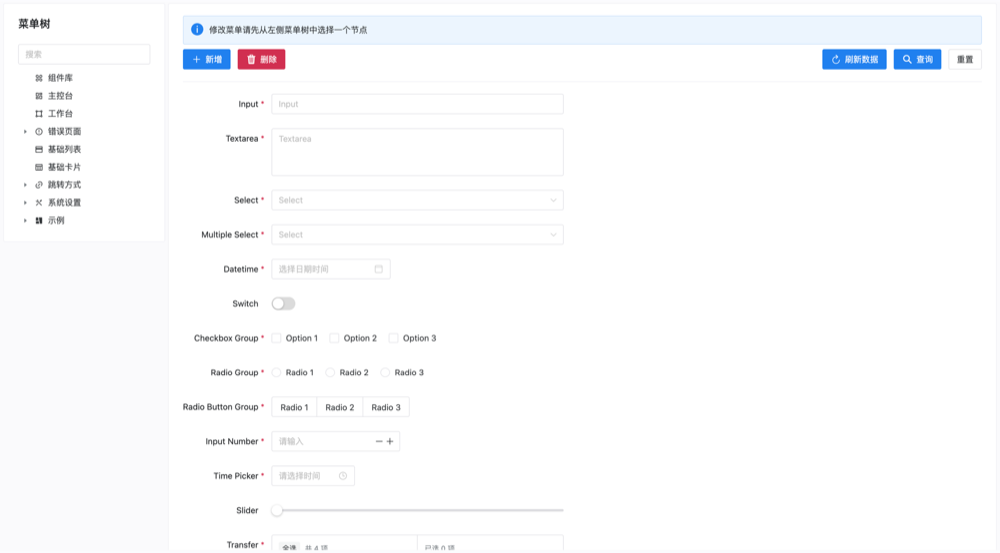 菜单树
搜索
组件库
主控台
工作台
错误页面
基础列表
基础卡片
跳转方式
系统设置
示例
修改菜单请先从左侧菜单树中选择一个节点
新增 删除 刷新数据 查询 重置
Input * Input
Textarea * Textarea
Select * Select
Multiple Select * Select
Datetime * 选择日期时间
Switch
Checkbox Group * Option 1 Option 2 Option 3
Radio Group * Radio 1 Radio 2 Radio 3
Radio Button Group * Radio 1 Radio 2 Radio 3
Input Number * 请输入
Time Picker * 请选择时间
Slider
Transfer * 全选 共 4 项 已选 0 项